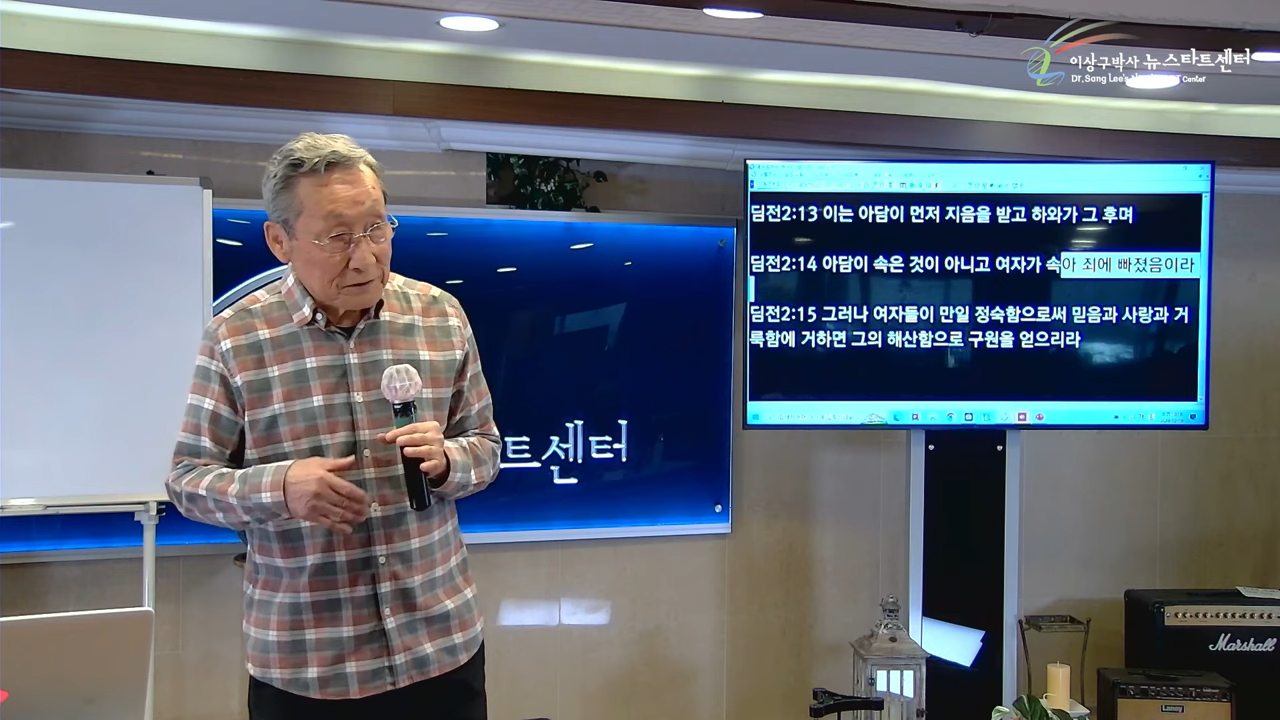 이상구박사 뉴스타트센터
Dr. Sang Lee's Center
딤전2:13 이는 아담이 먼저 지음을 받고 하와가 그 후며
딤전2:14 아담이 속은 것이 아니고 여자가 속아 죄에 빠졌음이라
딤전2:15 그러나 여자들이 만일 정숙함으로써 믿음과 사랑과 거
룩함에 거하면 그의 해산함으로 구원을 얻으리라
트센터
Marshall
Laney